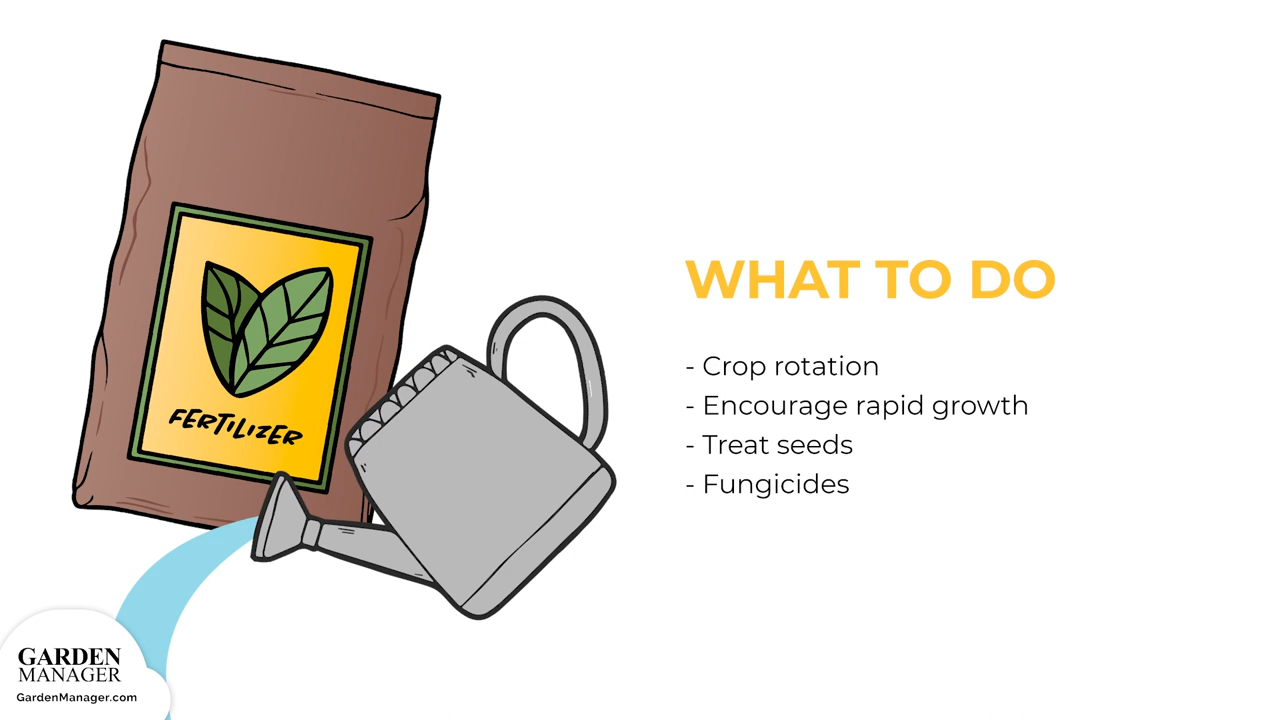 FERTILIZER
WHAT TO DO
- Crop rotation
- Encourage rapid growth
- Treat seeds
- Fungicides
GARDEN
MANAGER
GardenManager.com